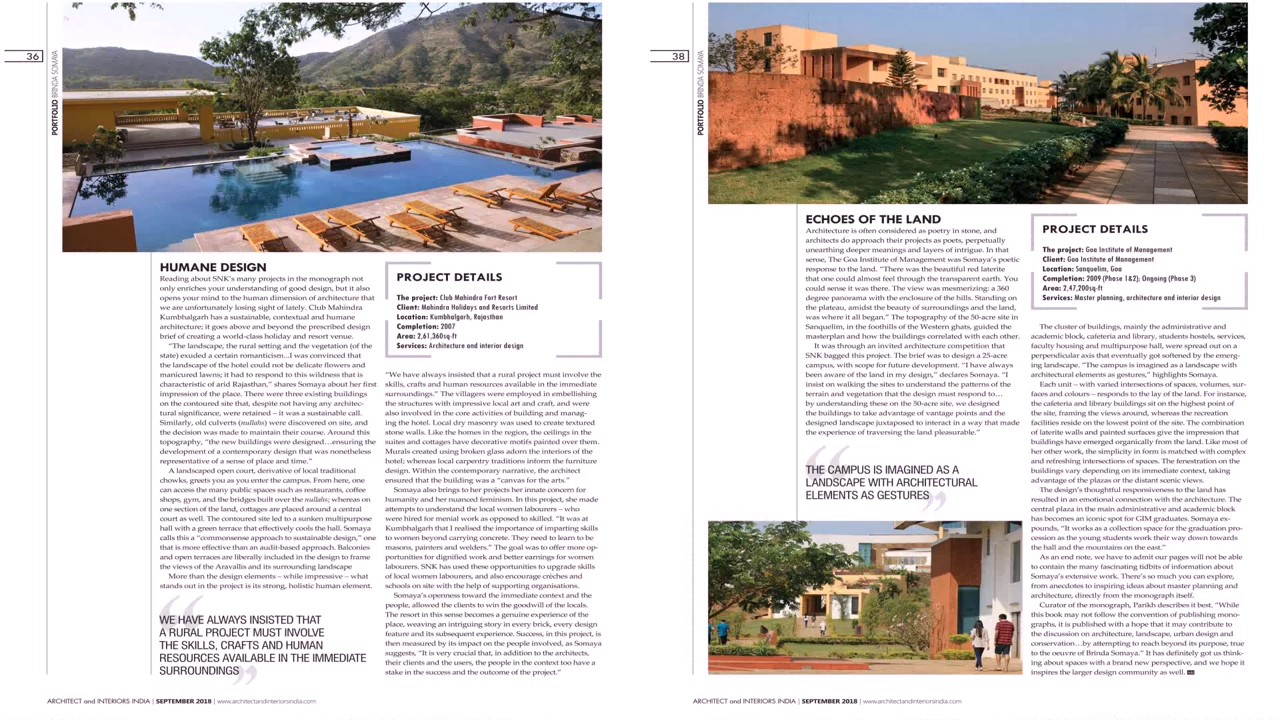 36
PORTFOLIO BRINDA SOMAYA
HUMANE DESIGN
Reading about SNK's many projects in the monograph not
only enriches your understanding of good design, but it also
opens your mind to the human dimension of architecture that
we are unfortunately losing sight of lately. Club Mahindra
Kumbhalgarh has a sustainable, contextual and humane
architecture; it goes above and beyond the prescribed design
brief of creating a world-class holiday and resort venue.
"The landscape, the rural setting and the vegetation (of the
state) exuded a certain romanticism...I was convinced that
the landscape of the hotel could not be delicate flowers and
manicured lawns; it had to respond to this wildness that is
characteristic of arid Rajasthan," shares Somaya about her first
impression of the place. There were three existing buildings
on the contoured site that, despite not having any architec-
tural significance, were retained – it was a sustainable call.
Similarly, old culverts (nullahs) were discovered on site, and
the decision was made to maintain their course. Around this
topography, "the new buildings were designed…ensuring the
development of a contemporary design that was nonetheless
representative of a sense of place and time."
A landscaped open court, derivative of local traditional
chowks, greets you as you enter the campus. From here, one
can access the many public spaces such as restaurants, coffee
shops, gym, and the bridges built over the nullahs; whereas on
one section of the land, cottages are placed around a central
court as well. The contoured site led to a sunken multipurpose
hall with a green terrace that effectively cools the hall. Somaya
calls this a "commonsense approach to sustainable design," one
that is more effective than an audit-based approach. Balconies
and open terraces are liberally included in the design to frame
the views of the Aravallis and its surrounding landscape
More than the design elements – while impressive – what
stands out in the project is its strong, holistic human element.
WE HAVE ALWAYS INSISTED THAT
A RURAL PROJECT MUST INVOLVE
THE SKILLS, CRAFTS AND HUMAN
RESOURCES AVAILABLE IN THE IMMEDIATE
SURROUNDINGS
PROJECT DETAILS
The project: Club Mahindra Fort Resort
Client: Mahindra Holidays and Resorts Limited
Location: Kumbhalgarh, Rajasthan
Completion: 2007
Area: 2,61,360sq-ft
Services: Architecture and interior design
"We have always insisted that a rural project must involve the
skills, crafts and human resources available in the immediate
surroundings." The villagers were employed in embellishing
the structures with impressive local art and craft, and were
also involved in the core activities of building and manag-
ing the hotel. Local dry masonry was used to create textured
stone walls. Like the homes in the region, the ceilings in the
suites and cottages have decorative motifs painted over them.
Murals created using broken glass adorn the interiors of the
hotel; whereas local carpentry traditions inform the furniture
design. Within the contemporary narrative, the architect
ensured that the building was a "canvas for the arts."
Somaya also brings to her projects her innate concern for
humanity and her nuanced feminism. In this project, she made
attempts to understand the local women labourers – who
were hired for menial work as opposed to skilled. "It was at
Kumbhalgarh that I realised the importance of imparting skills
to women beyond carrying concrete. They need to learn to be
masons, painters and welders." The goal was to offer more op-
portunities for dignified work and better earnings for women
labourers. SNK has used these opportunities to upgrade skills
of local women labourers, and also encourage crèches and
schools on site with the help of supporting organisations.
Somaya's openness toward the immediate context and the
people, allowed the clients to win the goodwill of the locals.
The resort in this sense becomes a genuine experience of the
place, weaving an intriguing story in every brick, every design
feature and its subsequent experience. Success, in this project, is
then measured by its impact on the people involved, as Somaya
suggests, "It is very crucial that, in addition to the architects,
their clients and the users, the people in the context too have a
stake in the success and the outcome of the project."
ARCHITECT and INTERIORS INDIA | SEPTEMBER 2018 | www.architectandinteriorsindia.com
38
PORTFOLIO BRINDA SOMAYA
ECHOES OF THE LAND
Architecture is often considered as poetry in stone, and
architects do approach their projects as poets, perpetually
unearthing deeper meanings and layers of intrigue. In that
sense, The Goa Institute of Management was Somaya's poetic
response to the land. "There was the beautiful red laterite
that one could almost feel through the transparent earth. You
could sense it was there. The view was mesmerizing: a 360
degree panorama with the enclosure of the hills. Standing on
the plateau, amidst the beauty of surroundings and the land,
was where it all began." The topography of the 50-acre site in
Sanquelim, in the foothills of the Western ghats, guided the
masterplan and how the buildings correlated with each other.
It was through an invited architecture competition that
SNK bagged this project. The brief was to design a 25-acre
campus, with scope for future development. "I have always
been aware of the land in my design," declares Somaya. "I
insist on walking the sites to understand the patterns of the
terrain and vegetation that the design must respond to…
by understanding these on the 50-acre site, we designed
the buildings to take advantage of vantage points and the
designed landscape juxtaposed to interact in a way that made
the experience of traversing the land pleasurable."
THE CAMPUS IS IMAGINED AS A
LANDSCAPE WITH ARCHITECTURAL
ELEMENTS AS GESTURES
PROJECT DETAILS
The project: Goa Institute of Management
Client: Goa Institute of Management
Location: Sanquelim, Goa
Completion: 2009 (Phase 1&2); Ongoing (Phase 3)
Area: 2,47,200sq-ft
Services: Master planning, architecture and interior design
The cluster of buildings, mainly the administrative and
academic block, cafeteria and library, students hostels, services,
faculty housing and multipurpose hall, were spread out on a
perpendicular axis that eventually got softened by the emerg-
ing landscape. "The campus is imagined as a landscape with
architectural elements as gestures," highlights Somaya.
Each unit – with varied intersections of spaces, volumes, sur-
faces and colours – responds to the lay of the land. For instance,
the cafeteria and library buildings sit on the highest point of
the site, framing the views around, whereas the recreation
facilities reside on the lowest point of the site. The combination
of laterite walls and painted surfaces give the impression that
buildings have emerged organically from the land. Like most of
her other work, the simplicity in form is matched with complex
and refreshing intersections of spaces. The fenestration on the
buildings vary depending on its immediate context, taking
advantage of the plazas or the distant scenic views.
The design's thoughtful responsiveness to the land has
resulted in an emotional connection with the architecture. The
central plaza in the main administrative and academic block
has become an iconic spot for GIM graduates. Somaya ex-
pounds, "It works as a collection space for the graduation pro-
cession as the young students work their way down towards
the hall and the mountains on the east."
As an end note, we have to admit our pages will not be able
to contain the many fascinating tidbits of information about
Somaya's extensive work. There's so much you can explore,
from anecdotes to inspiring ideas about master planning and
architecture, directly from the monograph itself.
Curator of the monograph, Parikh describes it best. "While
this book may not follow the convention of publishing mono-
graphs, it is published with a hope that it may contribute to
the discussion on architecture, landscape, urban design and
conservation…by attempting to reach beyond its purpose, true
to the oeuvre of Brinda Somaya." It has definitely got us think-
ing about spaces with a brand new perspective, and we hope it
inspires the larger design community as well.
ARCHITECT and INTERIORS INDIA | SEPTEMBER 2018 | www.architectandinteriorsindia.com